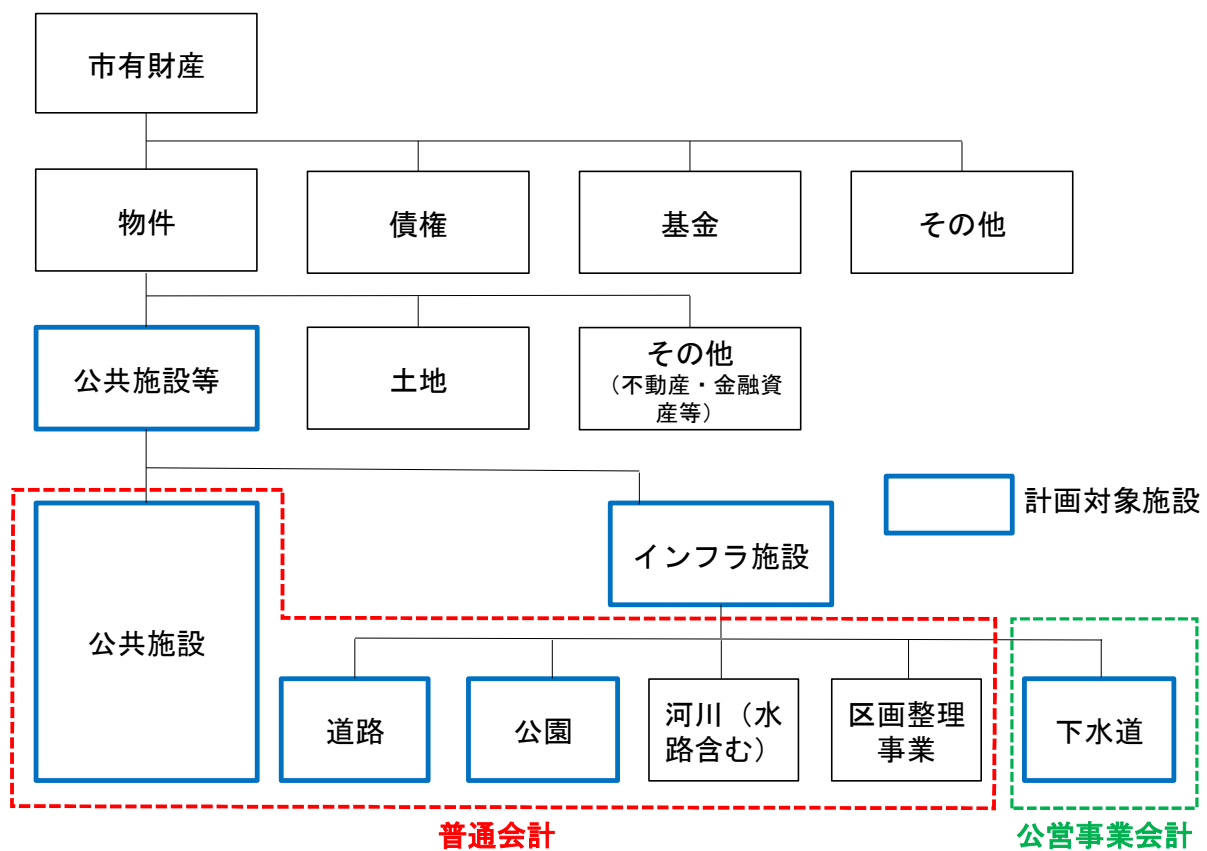 市有財産
物件
債権
基金
その他
公共施設等
土地
その他
（不動産・金融資
産等）
計画対象施設
インフラ施設
公共施設
道路
公園
河川（水
路含む）
区画整理
事業
下水道
普通会計
公営事業会計